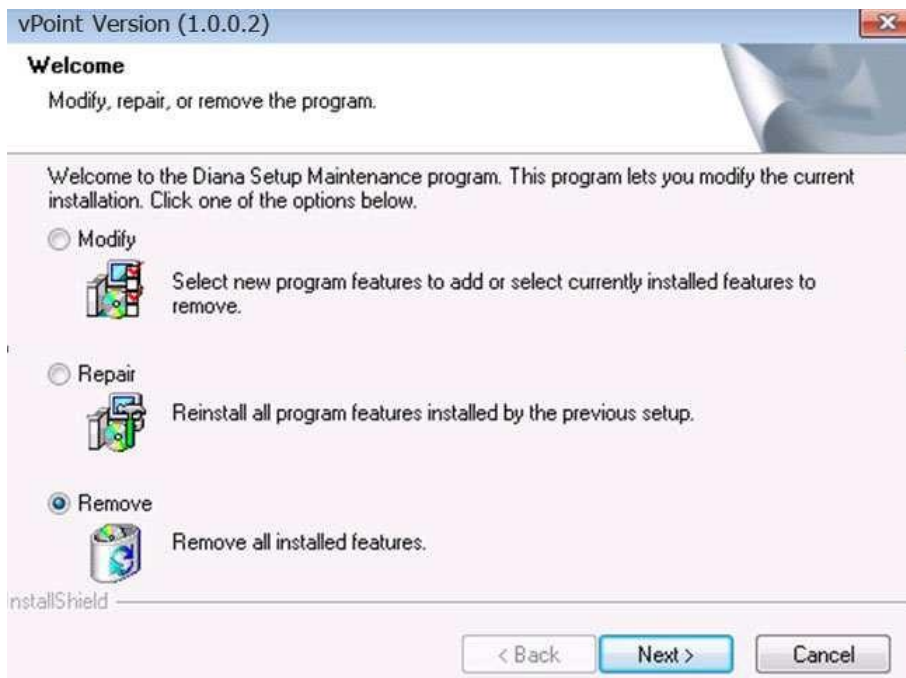 vPoint Version (1.0.0.2)
Welcome
Modify, repair, or remove the program.
Welcome to the Diana Setup Maintenance program. This program lets you modify the current
installation. Click one of the options below.
Modify
Select new program features to add or select currently installed features to
remove.
Repair
Reinstall all program features installed by the previous setup.
Remove
Remove all installed features.
nstallShield
< Back
Next >
Cancel